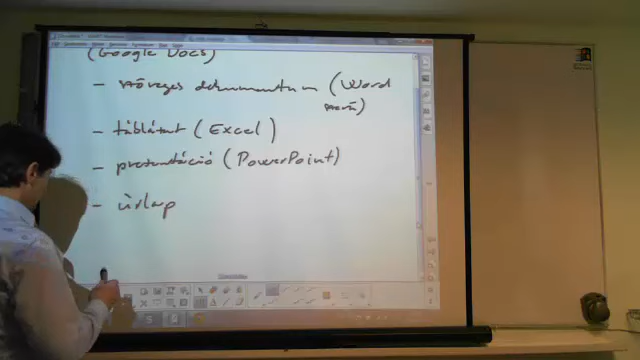 (Google Docs)
- szöveges dokumentum (Word
szerű)
- táblázat (Excel)
- prezentáció (PowerPoint)
- űrlap